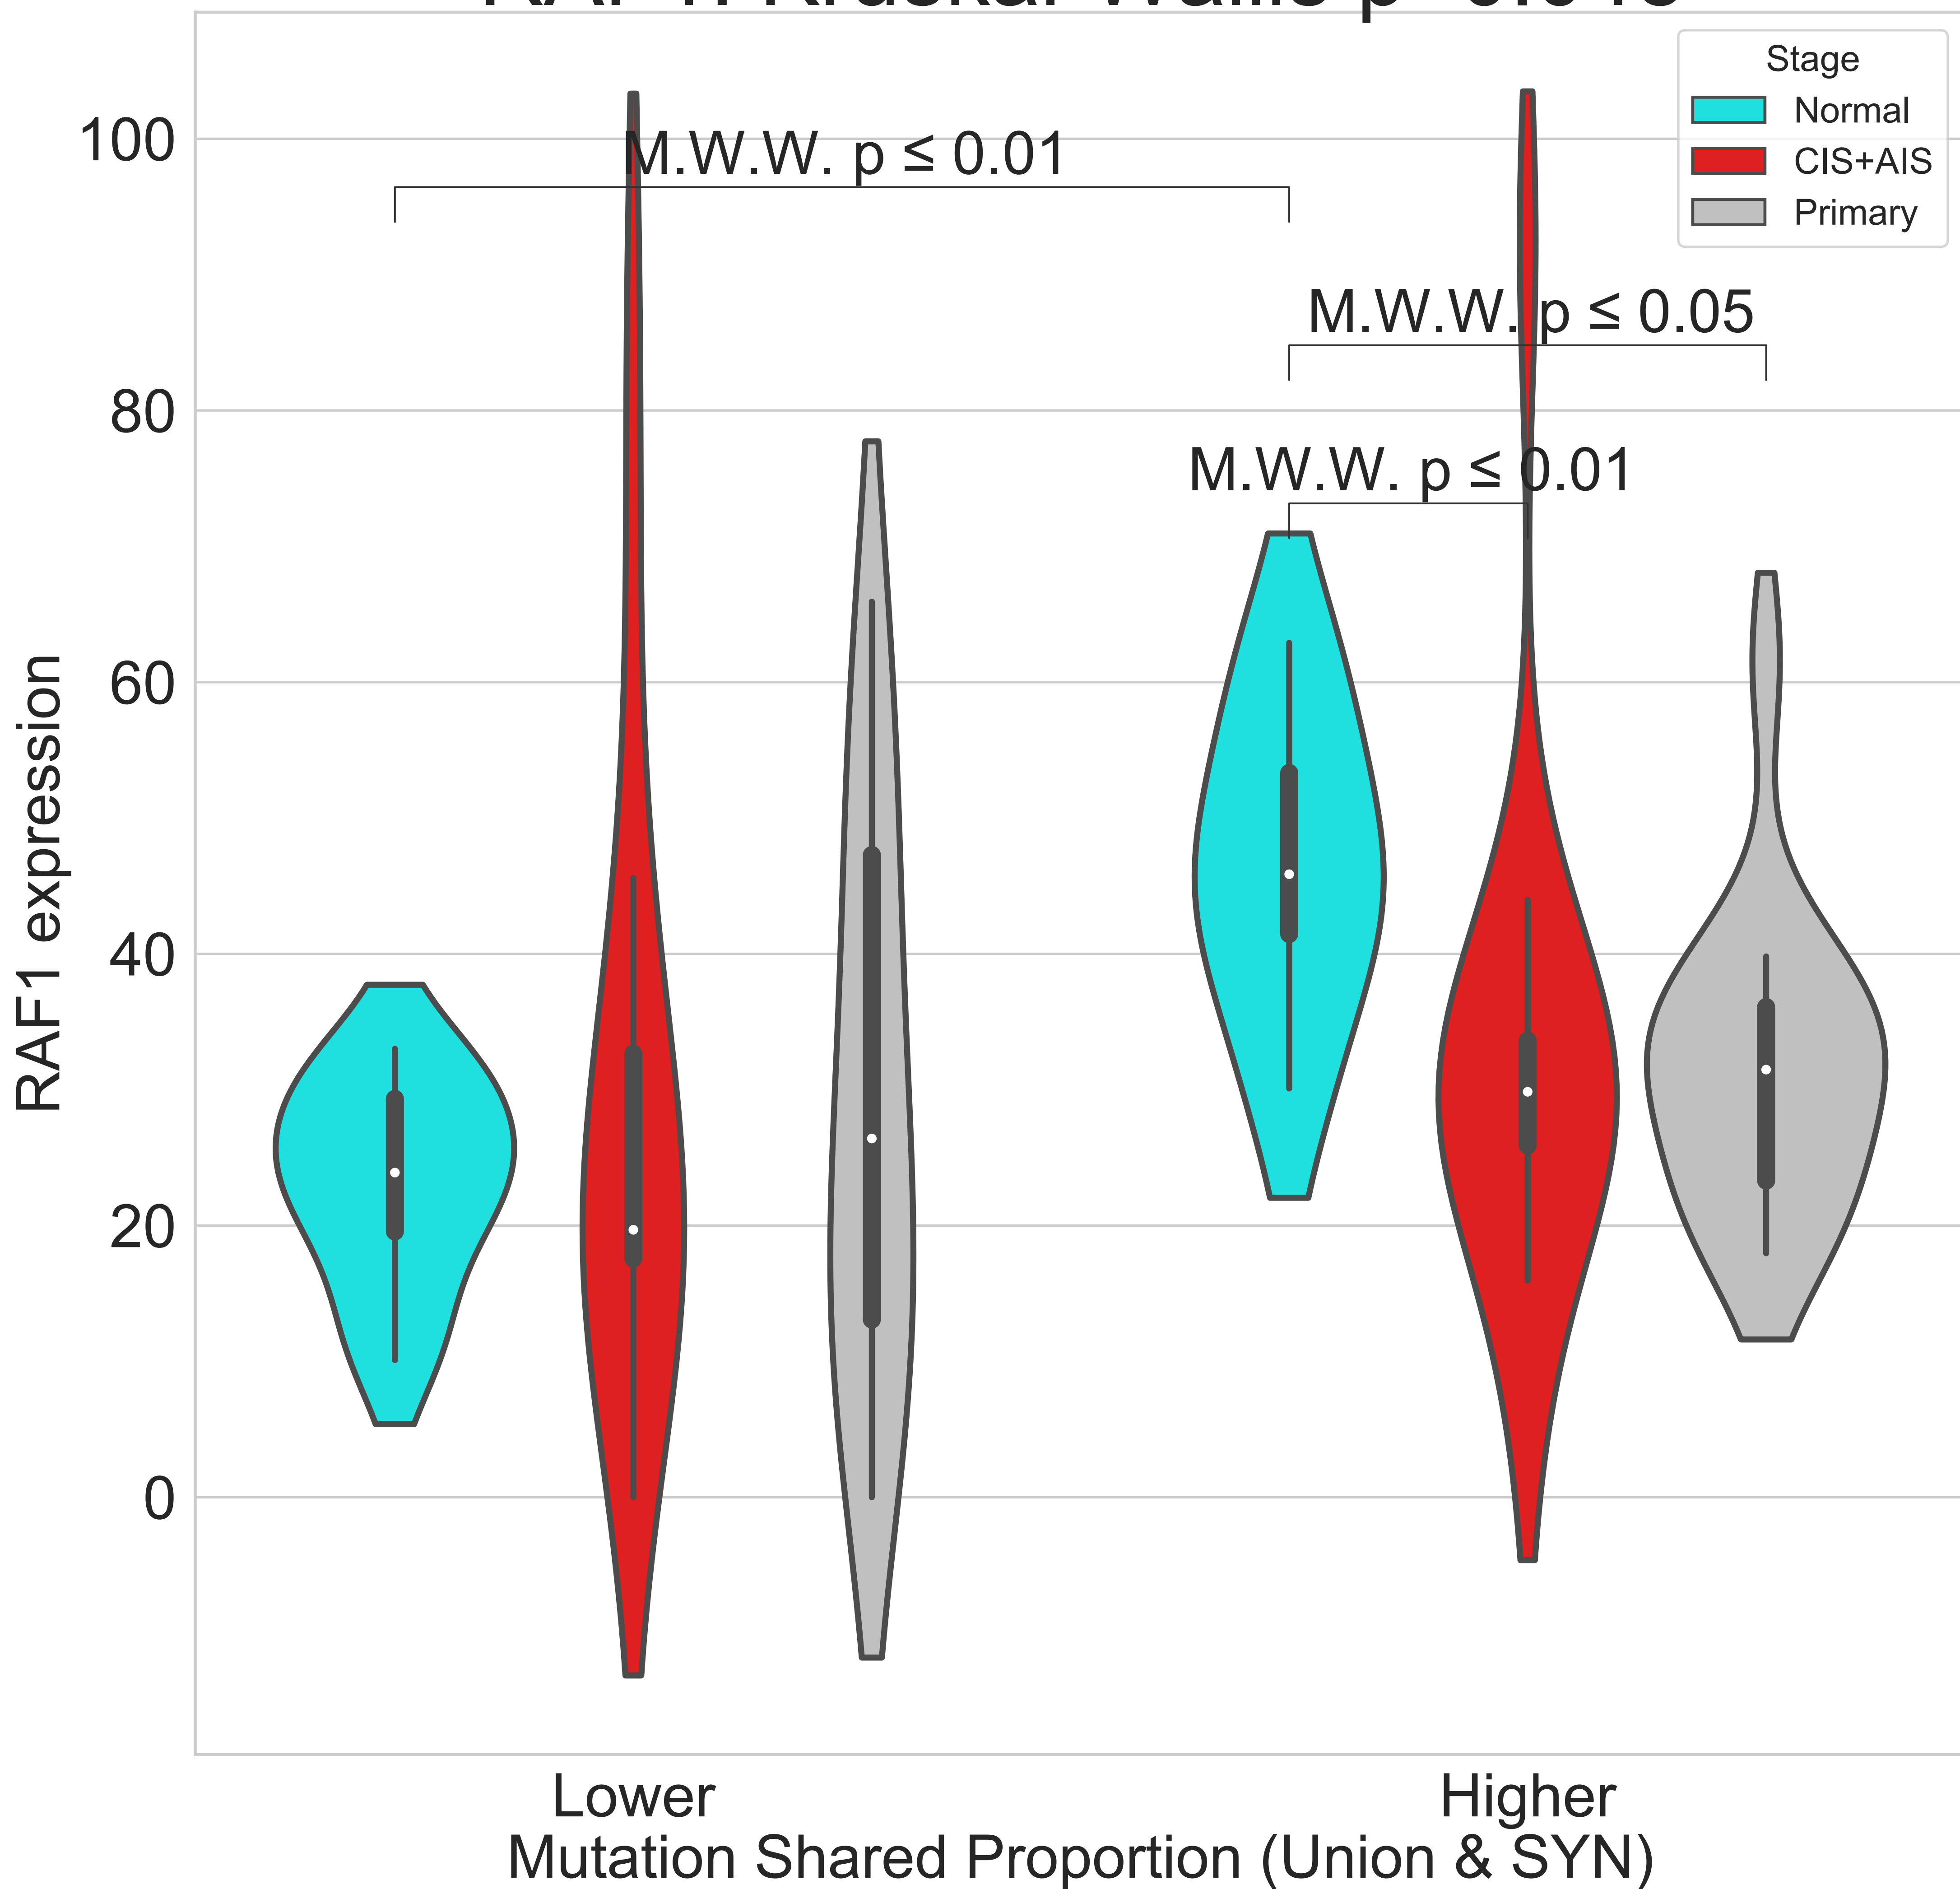 Stage
Normal
CIS+AIS
Primary
M.W.W. p ≤ 0.01
M.W.W. p ≤ 0.05
M.W.W. p ≤ 0.01
100
80
60
40
20
0
RAF1 expression
Lower
Higher
Mutation Shared Proportion (Union & SYN)